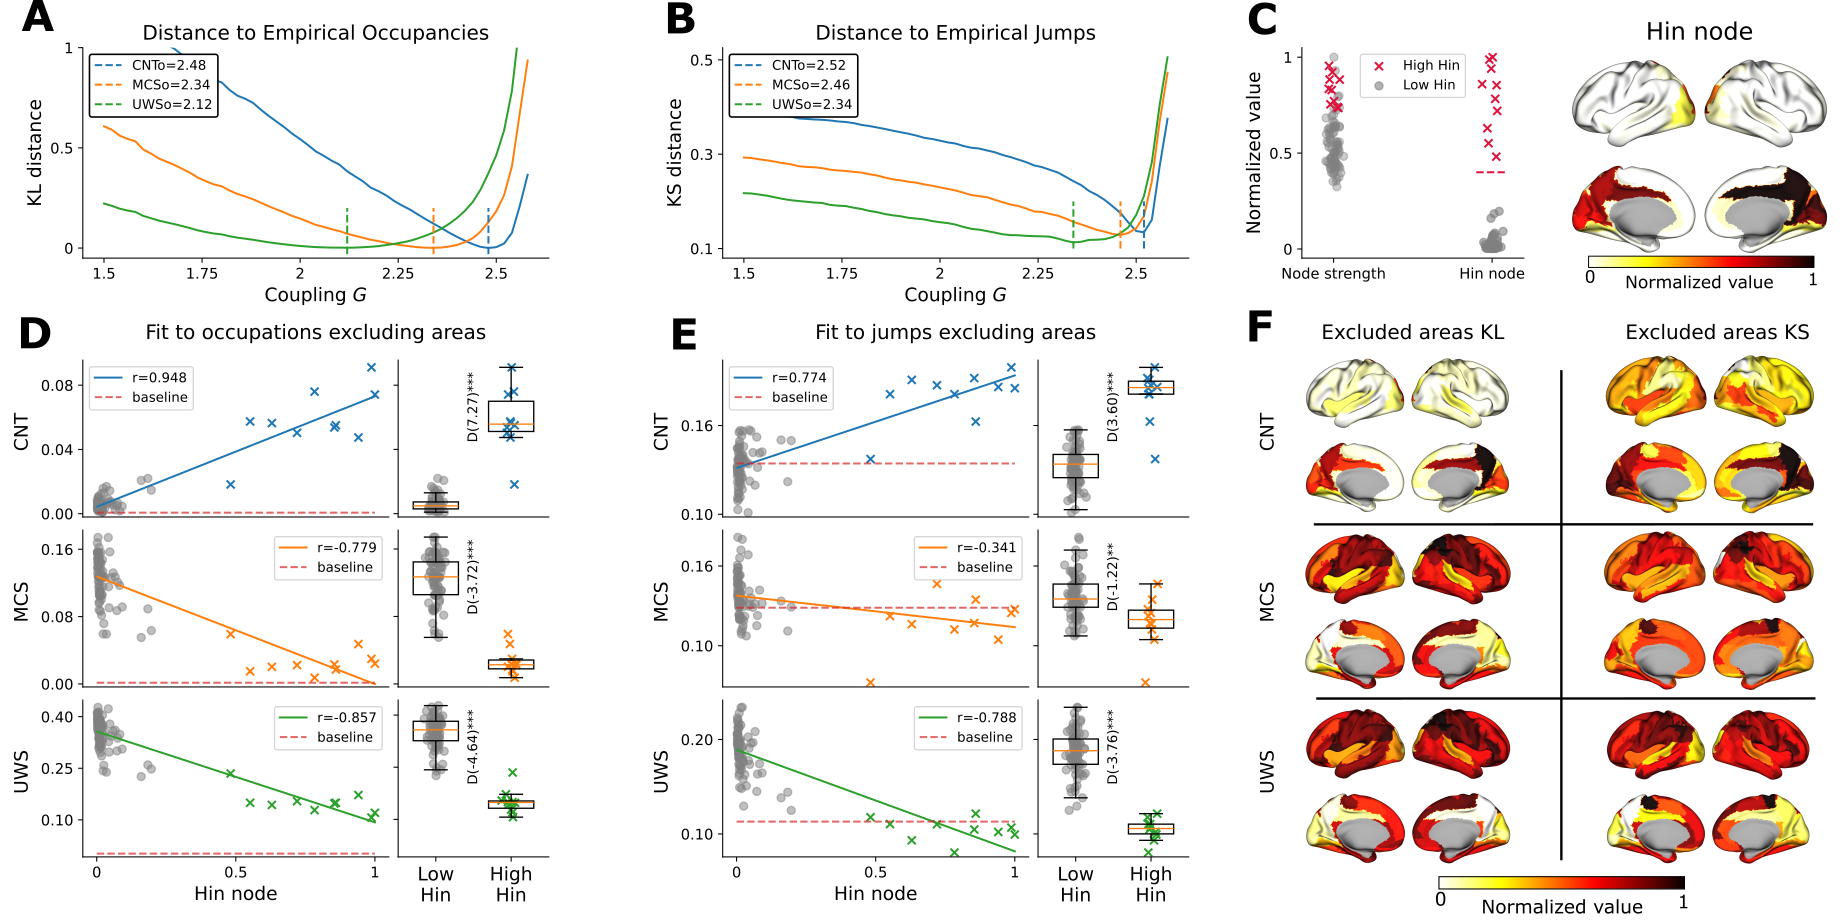 A
Distance to Empirical Occupancies
KL distance
1
0.5
0
CNTo=2.48
MCSo=2.34
UWSo=2.12
1.5
1.75
2
2.25
2.5
Coupling G
B
Distance to Empirical Jumps
KS distance
0.5
0.3
0.1
CNTo=2.52
MCSo=2.46
UWSo=2.34
1.5
1.75
2
2.25
2.5
Coupling G
C
Normalized value
1
0.5
0
High Hin
Low Hin
Node strength
Hin node
Hin node
0
1
Normalized value
D
Fit to occupations excluding areas
CNT
0.08
0.04
0.00
r=0.948
baseline
D(7.27)***
MCS
0.16
0.08
0.00
r=-0.779
baseline
D(-3.72)***
UWS
0.40
0.25
0.10
r=-0.857
baseline
D(-4.64)***
0
0.5
1
Hin node
Low
Hin
High
Hin
E
Fit to jumps excluding areas
CNT
0.16
0.10
r=0.774
baseline
D(3.60)***
MCS
0.16
0.10
r=-0.341
baseline
D(-1.22)**
UWS
0.20
0.10
r=-0.788
baseline
D(-3.76)***
0
0.5
1
Hin node
Low
Hin
High
Hin
F
Excluded areas KL
Excluded areas KS
CNT
MCS
UWS
0
1
Normalized value